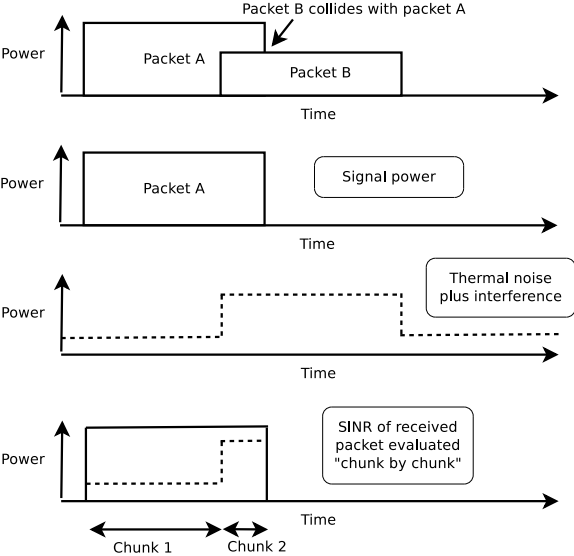 Packet B collides with packet A
Power
Packet A
Packet B
Time
Power
Packet A
Signal power
Time
Thermal noise
plus interference
Power
Time
SINR of received
packet evaluated
"chunk by chunk"
Power
Time
Chunk 1
Chunk 2